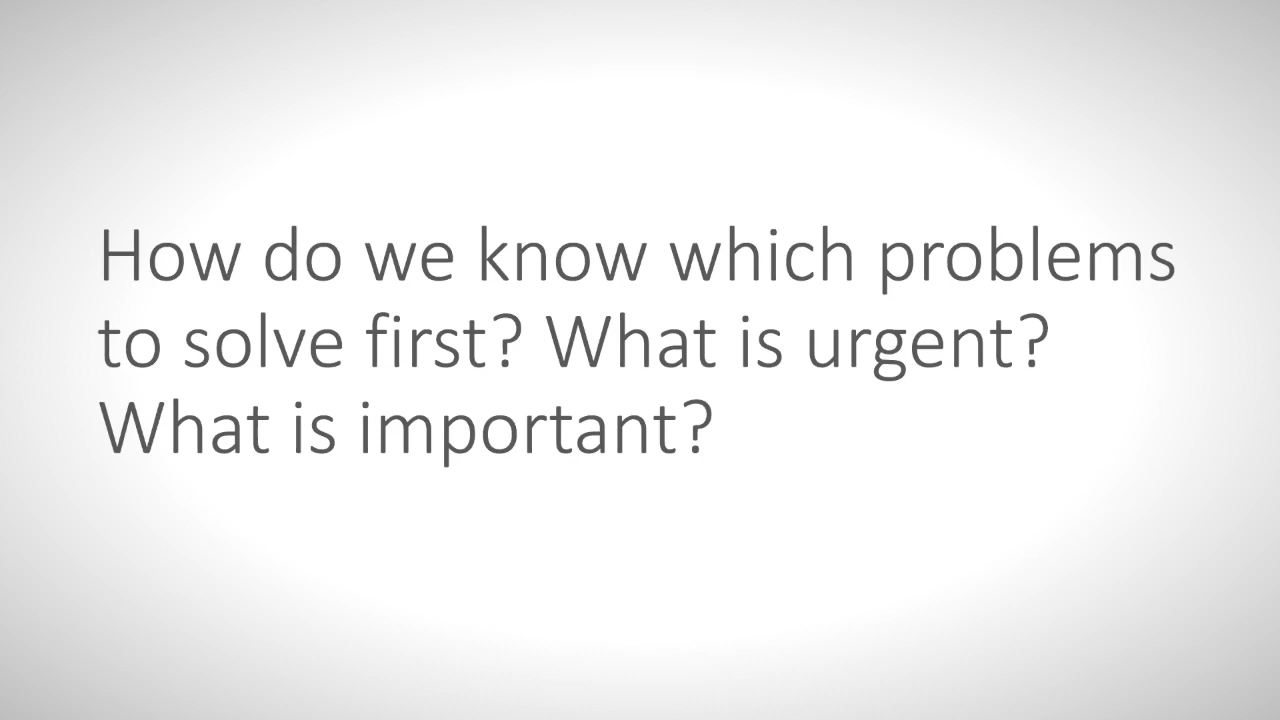 How do we know which problems
to solve first? What is urgent?
What is important?